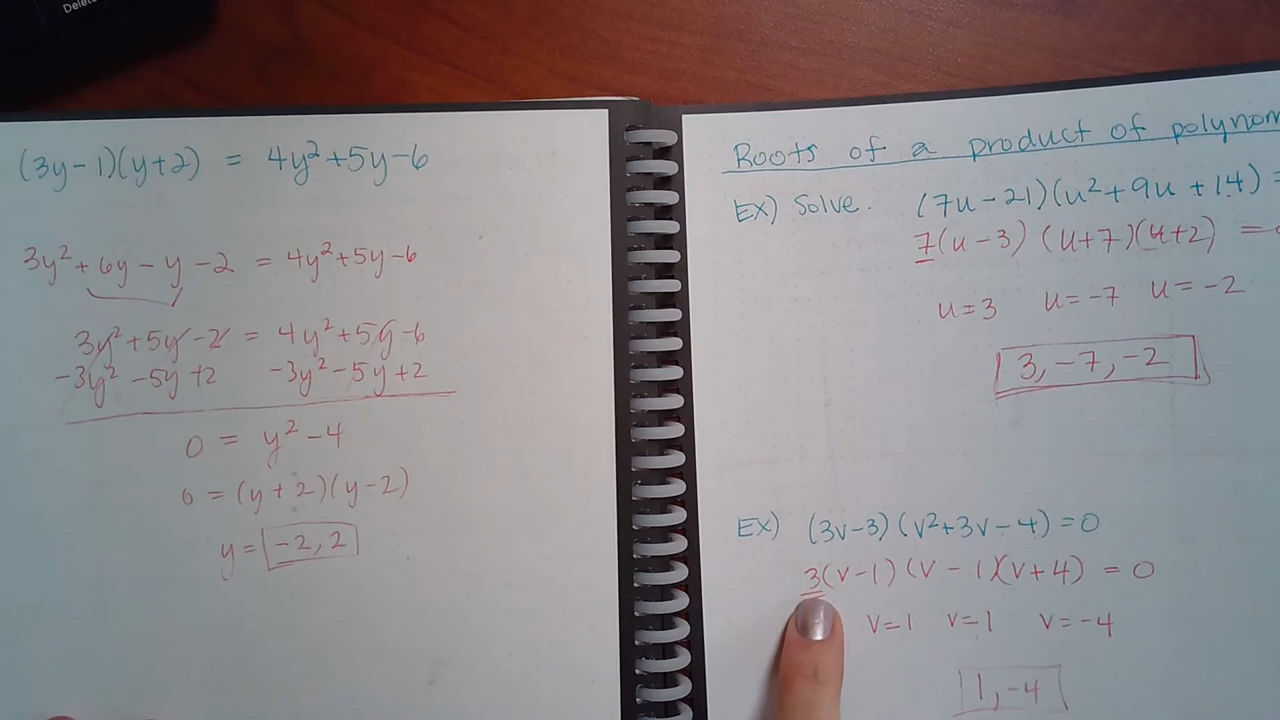 Delete
(3y-1)(y+2) = 4y²+5y-6
3y²+6y-y-2 = 4y²+5y-6
3y²+5y-2 = 4y²+5y-6
-3y²-5y+2 -3y²-5y+2
0 = y²-4
0 = (y+2)(y-2)
y = -2, 2
Roots of a product of polynom
EX) Solve. (7u-21)(u²+9u+14) =
7(u-3)(u+7)(u+2) =
u=3 u=-7 u=-2
3, -7, -2
EX) (3v-3)(v²+3v-4)=0
3(v-1)(v-1)(v+4) = 0
v=1 v=1 v=-4
1, -4